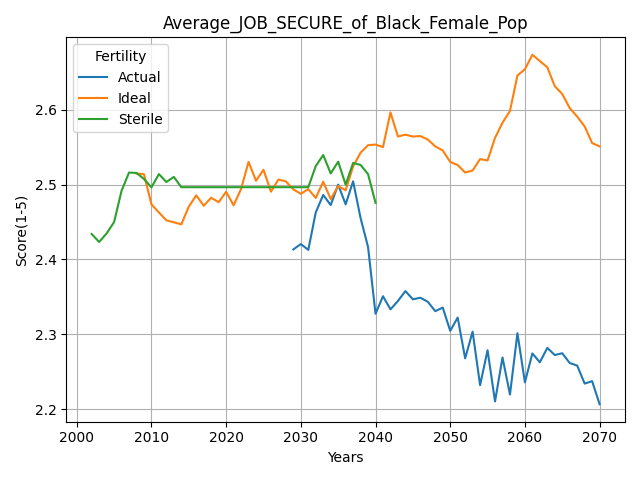 Average_JOB_SECURE_of_Black_Female_Pop
Fertility
Actual
Ideal
Sterile
Score(1-5)
2.6
2.5
2.4
2.3
2.2
2000 2010 2020 2030 2040 2050 2060 2070
Years